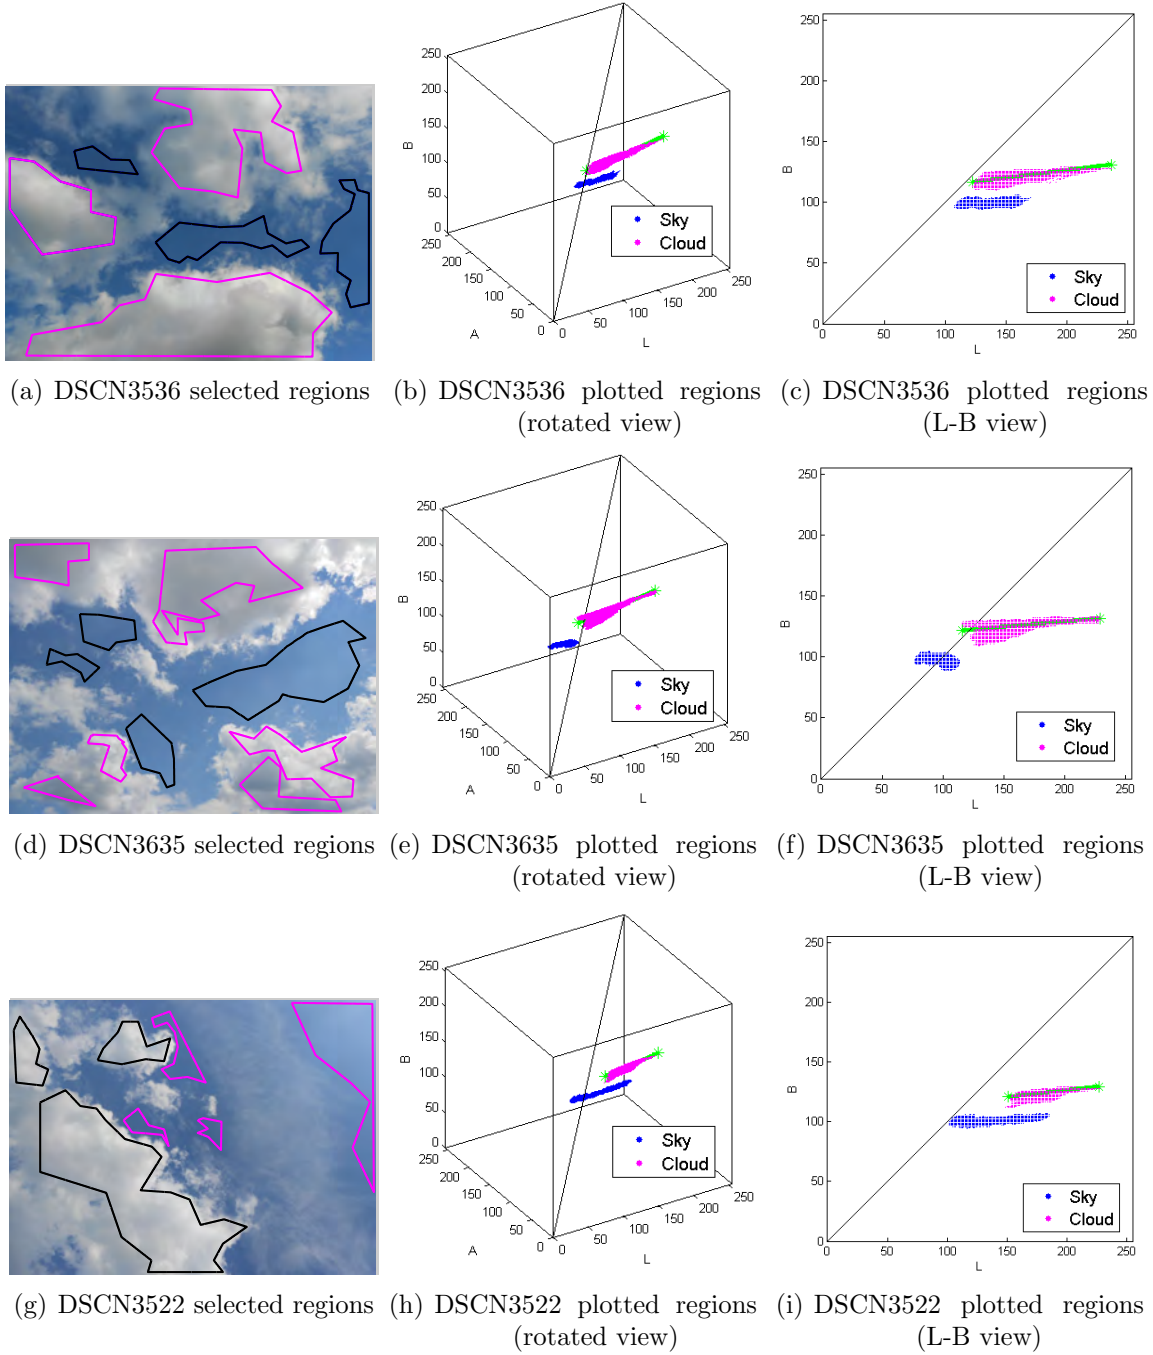 250
200
150
100
50
0
B
250
200
150
100
50
0
A
0
50
100
150
200
250
L
Sky
Cloud
250
200
150
100
50
0
B
0
50
100
150
200
250
L
Sky
Cloud
(a) DSCN3536 selected regions
(b) DSCN3536 plotted regions
(rotated view)
(c) DSCN3536 plotted regions
(L-B view)
250
200
150
100
50
0
B
250
200
150
100
50
0
A
0
50
100
150
200
250
L
Sky
Cloud
250
200
150
100
50
0
B
0
50
100
150
200
250
L
Sky
Cloud
(d) DSCN3635 selected regions
(e) DSCN3635 plotted regions
(rotated view)
(f) DSCN3635 plotted regions
(L-B view)
250
200
150
100
50
0
B
250
200
150
100
50
0
A
0
50
100
150
200
250
L
Sky
Cloud
250
200
150
100
50
0
B
0
50
100
150
200
250
L
Sky
Cloud
(g) DSCN3522 selected regions
(h) DSCN3522 plotted regions
(rotated view)
(i) DSCN3522 plotted regions
(L-B view)